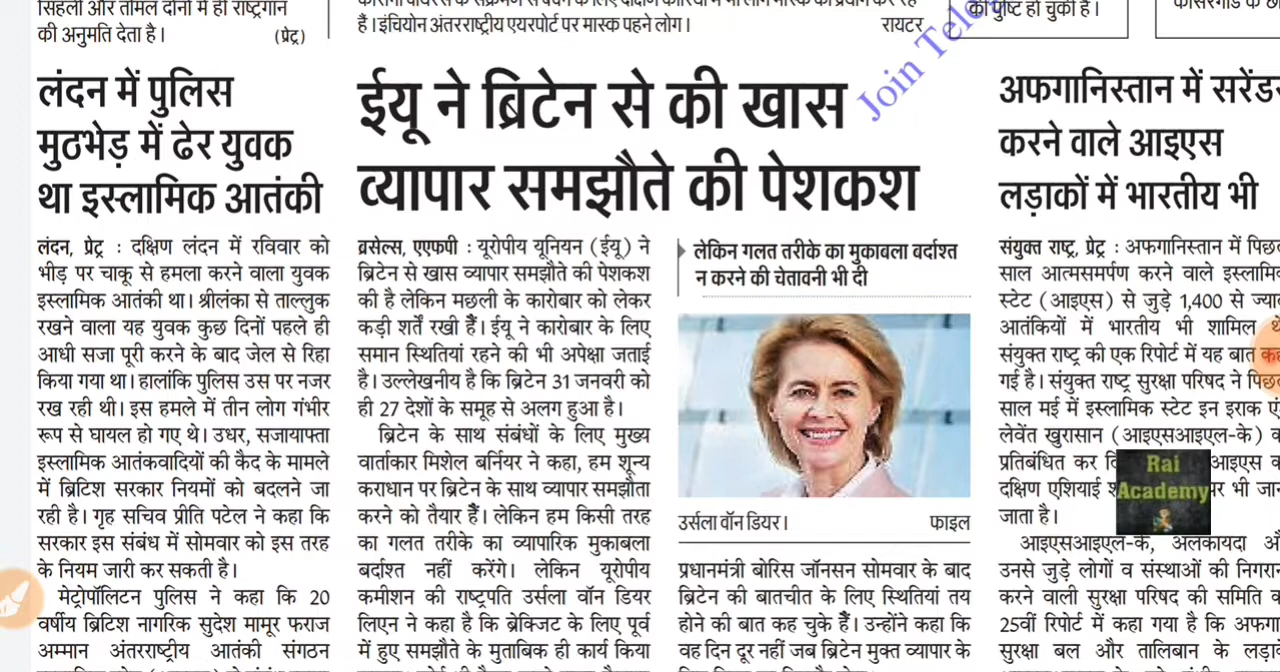 सिंहली और तमिल दोनों में ही राष्ट्रगान
की अनुमति देता है। (प्रेट्र)
हैं। इंचियोन अंतरराष्ट्रीय एयरपोर्ट पर मास्क पहने लोग। रायटर
की पुष्टि हो चुकी है।
Join
लंदन में पुलिस
मुठभेड़ में ढेर युवक
था इस्लामिक आतंकी
लंदन, प्रेट्र : दक्षिण लंदन में रविवार को
भीड़ पर चाकू से हमला करने वाला युवक
इस्लामिक आतंकी था। श्रीलंका से ताल्लुक
रखने वाला यह युवक कुछ दिनों पहले ही
आधी सजा पूरी करने के बाद जेल से रिहा
किया गया था। हालांकि पुलिस उस पर नजर
रख रही थी। इस हमले में तीन लोग गंभीर
रूप से घायल हो गए थे। उधर, सजायाफ्ता
इस्लामिक आतंकवादियों की कैद के मामले
में ब्रिटिश सरकार नियमों को बदलने जा
रही है। गृह सचिव प्रीति पटेल ने कहा कि
सरकार इस संबंध में सोमवार को इस तरह
के नियम जारी कर सकती है।
मेट्रोपॉलिटन पुलिस ने कहा कि 20
वर्षीय ब्रिटिश नागरिक सुदेश मामूर फराज
अम्मान अंतरराष्ट्रीय आतंकी संगठन
ईयू ने ब्रिटेन से की खास
व्यापार समझौते की पेशकश
ब्रसेल्स, एएफपी : यूरोपीय यूनियन (ईयू) ने
ब्रिटेन से खास व्यापार समझौते की पेशकश
की है लेकिन मछली के कारोबार को लेकर
कड़ी शर्तें रखी हैं। ईयू ने कारोबार के लिए
समान स्थितियां रहने की भी अपेक्षा जताई
है। उल्लेखनीय है कि ब्रिटेन 31 जनवरी को
ही 27 देशों के समूह से अलग हुआ है।
ब्रिटेन के साथ संबंधों के लिए मुख्य
वार्ताकार मिशेल बर्नियर ने कहा, हम शून्य
कराधान पर ब्रिटेन के साथ व्यापार समझौता
करने को तैयार हैं। लेकिन हम किसी तरह
का गलत तरीके का व्यापारिक मुकाबला
बर्दाश्त नहीं करेंगे। लेकिन यूरोपीय
कमीशन की राष्ट्रपति उर्सला वॉन डियर
लिएन ने कहा है कि ब्रेक्जिट के लिए पूर्व
में हुए समझौते के मुताबिक ही कार्य किया
लेकिन गलत तरीके का मुकाबला बर्दाश्त
न करने की चेतावनी भी दी
उर्सला वॉन डियर। फाइल
प्रधानमंत्री बोरिस जॉनसन सोमवार के बाद
ब्रिटेन की बातचीत के लिए स्थितियां तय
होने की बात कह चुके हैं। उन्होंने कहा कि
वह दिन दूर नहीं जब ब्रिटेन मुक्त व्यापार के
अफगानिस्तान में
करने वाले आइएस
लड़ाकों में भारतीय भी
संयुक्त राष्ट्र, प्रेट्र : अफगानिस्तान में
साल आत्मसमर्पण करने वाले
स्टेट (आइएस) से जुड़े 1,400 से
आतंकियों में भारतीय भी शामिल
संयुक्त राष्ट्र की एक रिपोर्ट में यह बात
गई है। संयुक्त राष्ट्र सुरक्षा परिषद ने
साल मई में इस्लामिक स्टेट इन इराक
लेवेंत खुरासान (आइएसआइएल-के)
प्रतिबंधित कर आइएस
दक्षिण एशियाई भी
जाता है।
Rai
Academy
आइएसआइएल-के, अलकायदा
उनसे जुड़े लोगों व संस्थाओं की
करने वाली सुरक्षा परिषद की समिति
25वीं रिपोर्ट में कहा गया है कि
सुरक्षा बल और तालिबान के